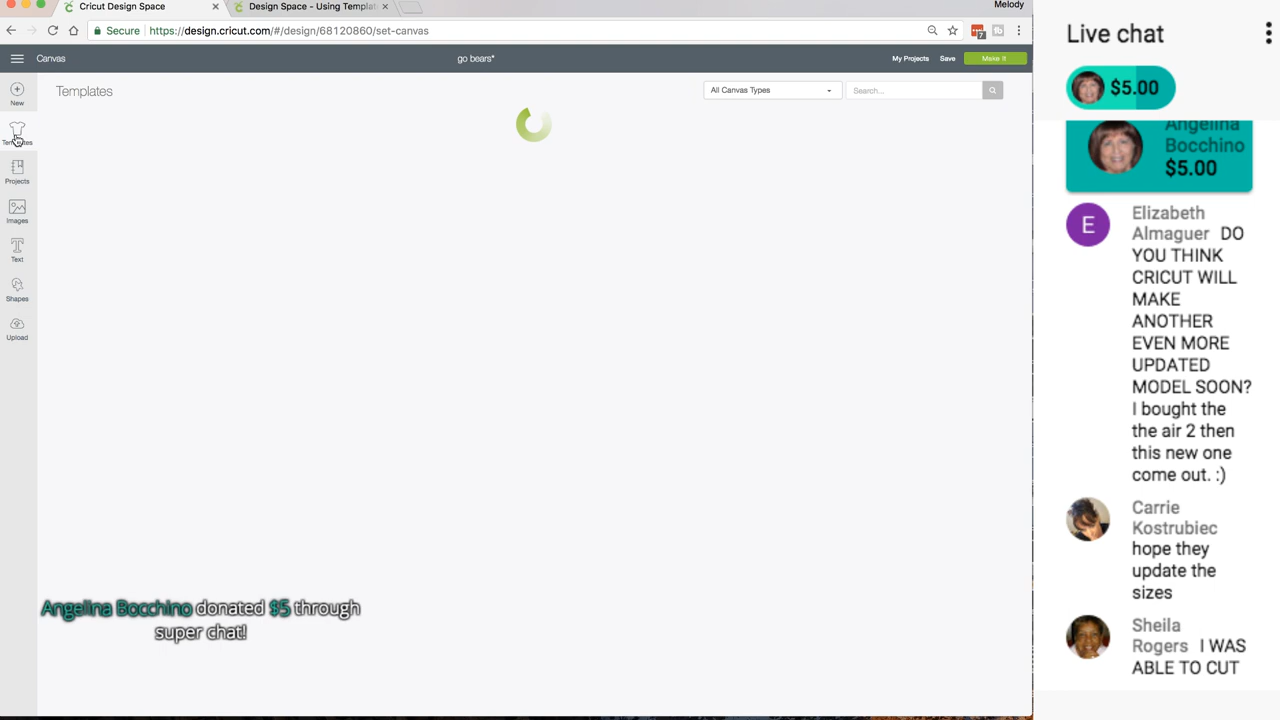 Cricut Design Space
Design Space - Using Templat
Melody
Secure
https://design.cricut.com/#/design/68120860/set-canvas
7
Canvas
go bears*
My Projects
Save
Make It
New
Templates
All Canvas Types
Search...
Templates
Projects
Images
Text
Shapes
Upload
Angelina Bocchino donated $5 through
super chat!
Live chat
$5.00
Angelina
Bocchino
$5.00
E
Elizabeth
Almaguer DO
YOU THINK
CRICUT WILL
MAKE
ANOTHER
EVEN MORE
UPDATED
MODEL SOON?
I bought the
the air 2 then
this new one
come out. :)
Carrie
Kostrubiec
hope they
update the
sizes
Sheila
Rogers I WAS
ABLE TO CUT